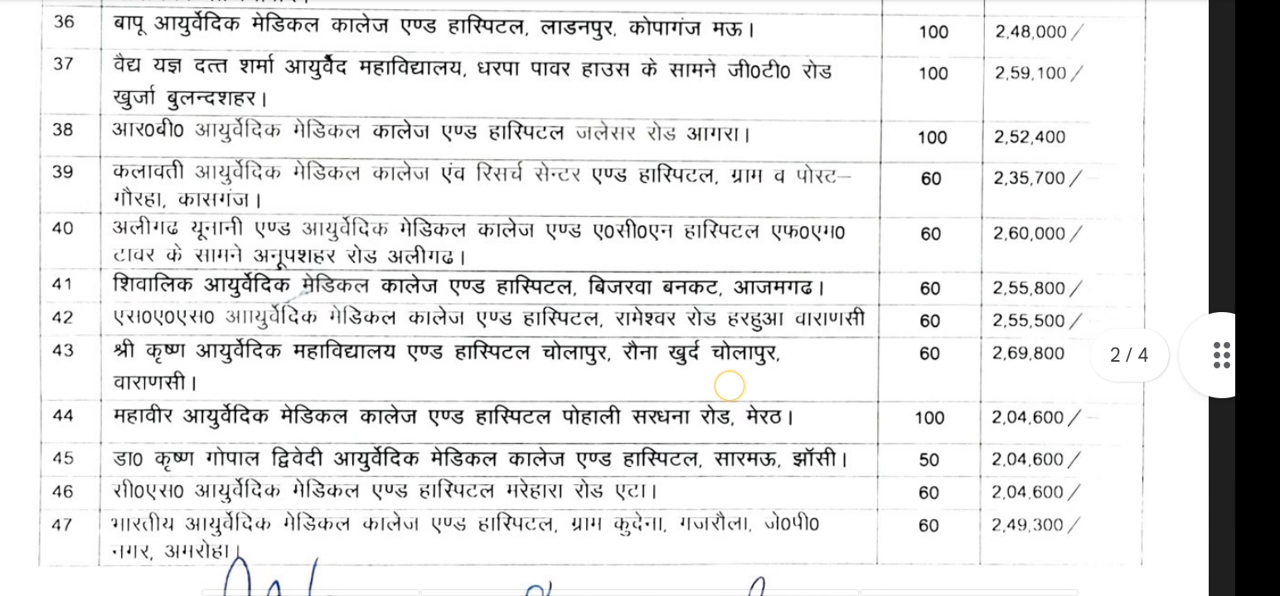 36 बापू आयुर्वेदिक मेडिकल कालेज एण्ड हास्पिटल, लाडनपुर, कोपागंज मऊ। 100 2,48,000/
37 वैद्य यज्ञ दत्त शर्मा आयुर्वेद महाविद्यालय, धरपा पावर हाउस के सामने जी0टी0 रोड 100 2,59,100/
खुर्जा बुलन्दशहर।
38 आर0बी0 आयुर्वेदिक मेडिकल कालेज एण्ड हास्पिटल जलेसर रोड आगरा। 100 2,52,400
39 कलावती आयुर्वेदिक मेडिकल कालेज एंव रिसर्च सेन्टर एण्ड हास्पिटल, ग्राम व पोस्ट– 60 2,35,700/
गौरहा, कासगंज।
40 अलीगढ यूनानी एण्ड आयुर्वेदिक मेडिकल कालेज एण्ड ए0सी0एन हास्पिटल एफ0एम0 60 2,60,000/
टावर के सामने अनूपशहर रोड अलीगढ।
41 शिवालिक आयुर्वेदिक मेडिकल कालेज एण्ड हास्पिटल, बिजरवा बनकट, आजमगढ। 60 2,55,800/
42 एस0ए0एस0 आायुर्वेदिक मेडिकल कालेज एण्ड हास्पिटल, रामेश्वर रोड हरहुआ वाराणसी 60 2,55,500/
43 श्री कृष्ण आयुर्वेदिक महाविद्यालय एण्ड हास्पिटल चोलापुर, रौना खुर्द चोलापुर, 60 2,69,800
वाराणसी।
2/4
44 महावीर आयुर्वेदिक मेडिकल कालेज एण्ड हास्पिटल पोहाली सरधना रोड, मेरठ। 100 2,04,600/
45 डा0 कृष्ण गोपाल द्विवेदी आयुर्वेदिक मेडिकल कालेज एण्ड हास्पिटल, सारमऊ, झॉसी। 50 2,04,600/
46 सी0एस0 आयुर्वेदिक मेडिकल एण्ड हास्पिटल मरेहारा रोड एटा। 60 2,04,600/
47 भारतीय आयुर्वेदिक मेडिकल कालेज एण्ड हास्पिटल, ग्राम कुदेना, गजरौला, जे0पी0 60 2,49,300/
नगर, अमरोहा।